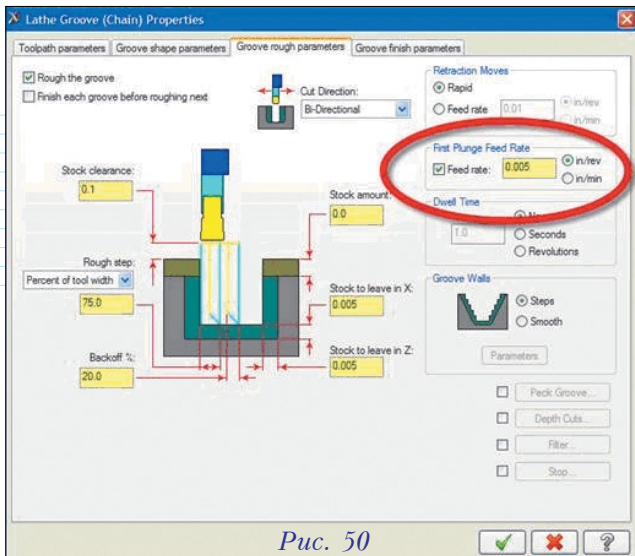 Lathe Groove (Chain) Properties
Toolpath parameters
Groove shape parameters
Groove rough parameters
Groove finish parameters
Rough the groove
Finish each groove before roughing next
Cut Direction:
Bi-Directional
Retraction Moves
Rapid
Feed rate 0.01
in/rev
in/min
First Plunge Feed Rate
Feed rate: 0.005
in/rev
in/min
Dwell Time
1.0
Seconds
Revolutions
Stock clearance:
0.1
Stock amount:
0.0
Rough step:
Percent of tool width
75.0
Stock to leave in X:
0.005
Backoff %:
20.0
Stock to leave in Z:
0.005
Groove Walls
Steps
Smooth
Parameters
Peck Groove...
Depth Cuts...
Filter...
Stop...
Рис. 50